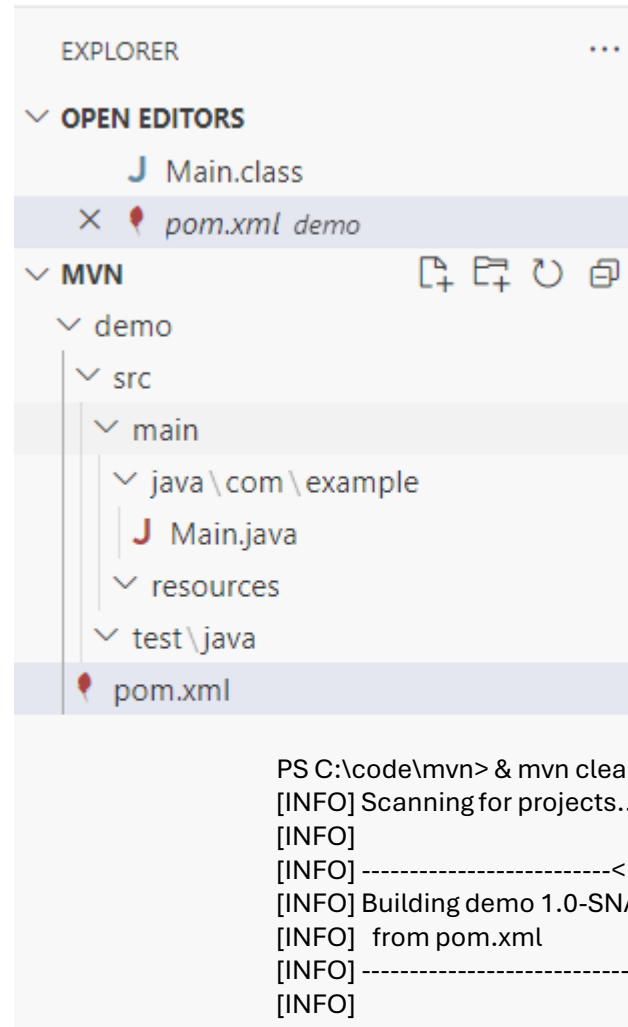 EXPLORER ...
OPEN EDITORS
J Main.class
pom.xml demo
MVN
demo
src
main
java\com\example
J Main.java
resources
test\java
pom.xml
PS C:\code\mvn> & mvn clea
[INFO] Scanning for projects..
[INFO]
[INFO] --------------------------<
[INFO] Building demo 1.0-SNA
[INFO]   from pom.xml
[INFO] ----------------------------
[INFO]